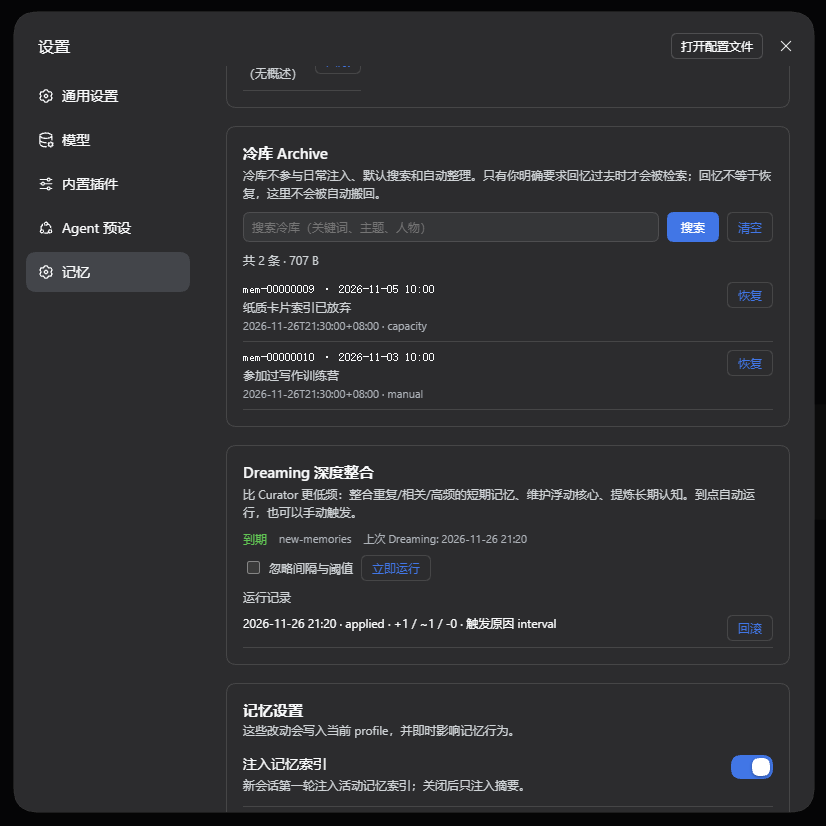 设置
打开配置文件
通用设置
模型
内置插件
Agent 预设
记忆
(无概述)
冷库 Archive
冷库不参与日常注入、默认搜索和自动整理。只有你明确要求回忆过去时才会被检索；回忆不等于恢
复，这里不会被自动搬回。
搜索冷库（关键词、主题、人物）
搜索
清空
共 2 条 · 707 B
mem-00000009 · 2026-11-05 10:00
恢复
纸质卡片索引已放弃
2026-11-26T21:30:00+08:00 · capacity
mem-00000010 · 2026-11-03 10:00
恢复
参加过写作训练营
2026-11-26T21:30:00+08:00 · manual
Dreaming 深度整合
比 Curator 更低频：整合重复/相关/高频的短期记忆、维护浮动核心、提炼长期认知。到点自动运
行，也可以手动触发。
到期 new-memories 上次 Dreaming: 2026-11-26 21:20
忽略间隔与阈值
立即运行
运行记录
2026-11-26 21:20 · applied · +1 / ~1 / -0 · 触发原因 interval
回滚
记忆设置
这些改动会写入当前 profile，并即时影响记忆行为。
注入记忆索引
新会话第一轮注入活动记忆索引；关闭后只注入摘要。